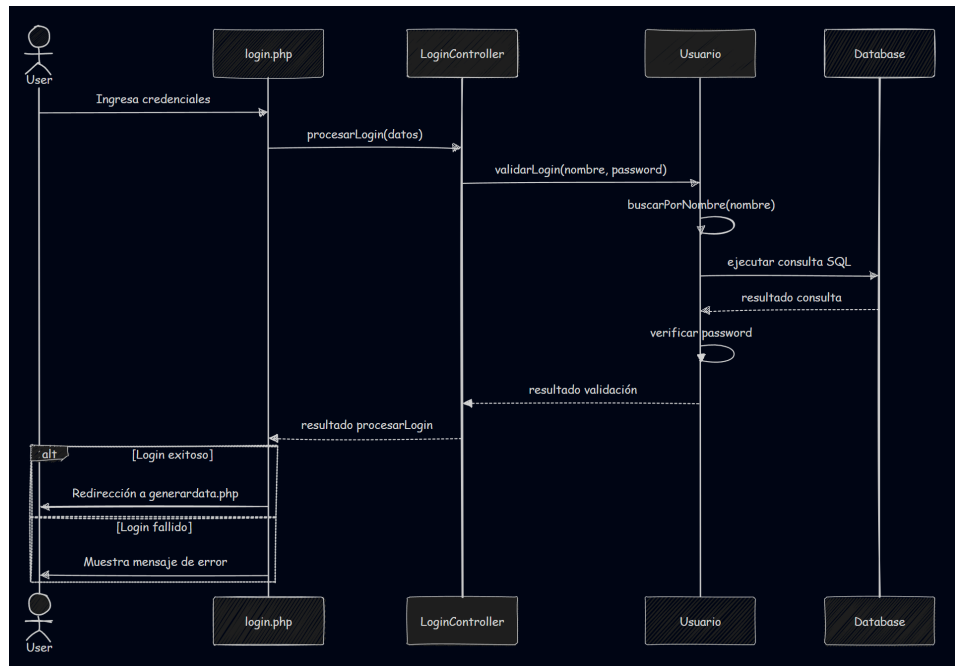 User
login.php
LoginController
Usuario
Database
Ingresa credenciales
procesarLogin(datos)
validarLogin(nombre, password)
buscarPorNombre(nombre)
ejecutar consulta SQL
resultado consulta
verificar password
resultado validación
resultado procesarLogin
alt
[Login exitoso]
Redirección a generardata.php
[Login fallido]
Muestra mensaje de error
User
login.php
LoginController
Usuario
Database